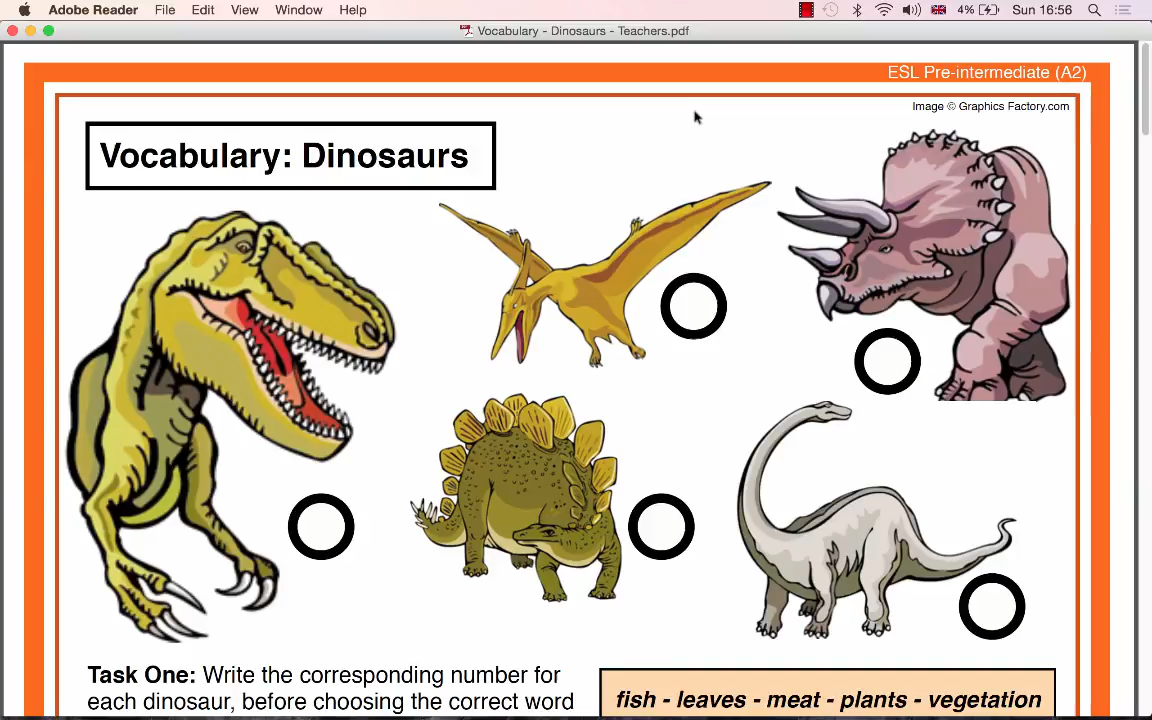 Adobe Reader File Edit View Window Help 4% Sun 16:56
Vocabulary - Dinosaurs - Teachers.pdf
ESL Pre-intermediate (A2)
Image © Graphics Factory.com
Vocabulary: Dinosaurs
Task One: Write the corresponding number for
each dinosaur, before choosing the correct word
fish - leaves - meat - plants - vegetation